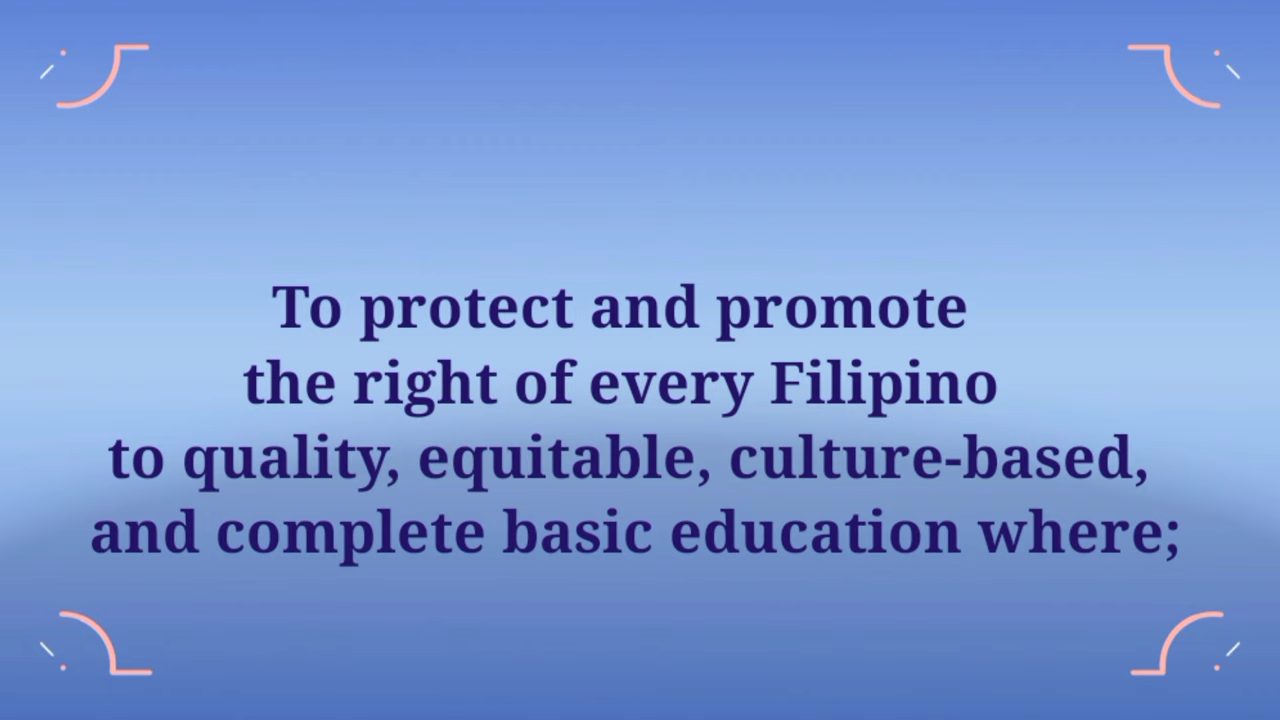 To protect and promote
the right of every Filipino
to quality, equitable, culture-based,
and complete basic education where;